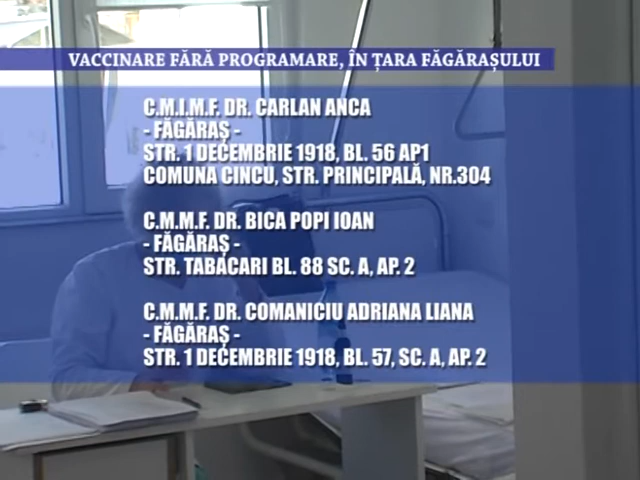 VACCINARE FĂRĂ PROGRAMARE, ÎN ȚARA FĂGĂRAȘULUI
C.M.I.M.F. DR. CARLAN ANCA
- FĂGĂRAȘ -
STR. 1 DECEMBRIE 1918, BL. 56 AP1
COMUNA CINCU, STR. PRINCIPALĂ, NR.304
C.M.M.F. DR. BICA POPI IOAN
- FĂGĂRAȘ -
STR. TABACARI BL. 88 SC. A, AP. 2
C.M.M.F. DR. COMANICIU ADRIANA LIANA
- FĂGĂRAȘ -
STR. 1 DECEMBRIE 1918, BL. 57, SC. A, AP. 2